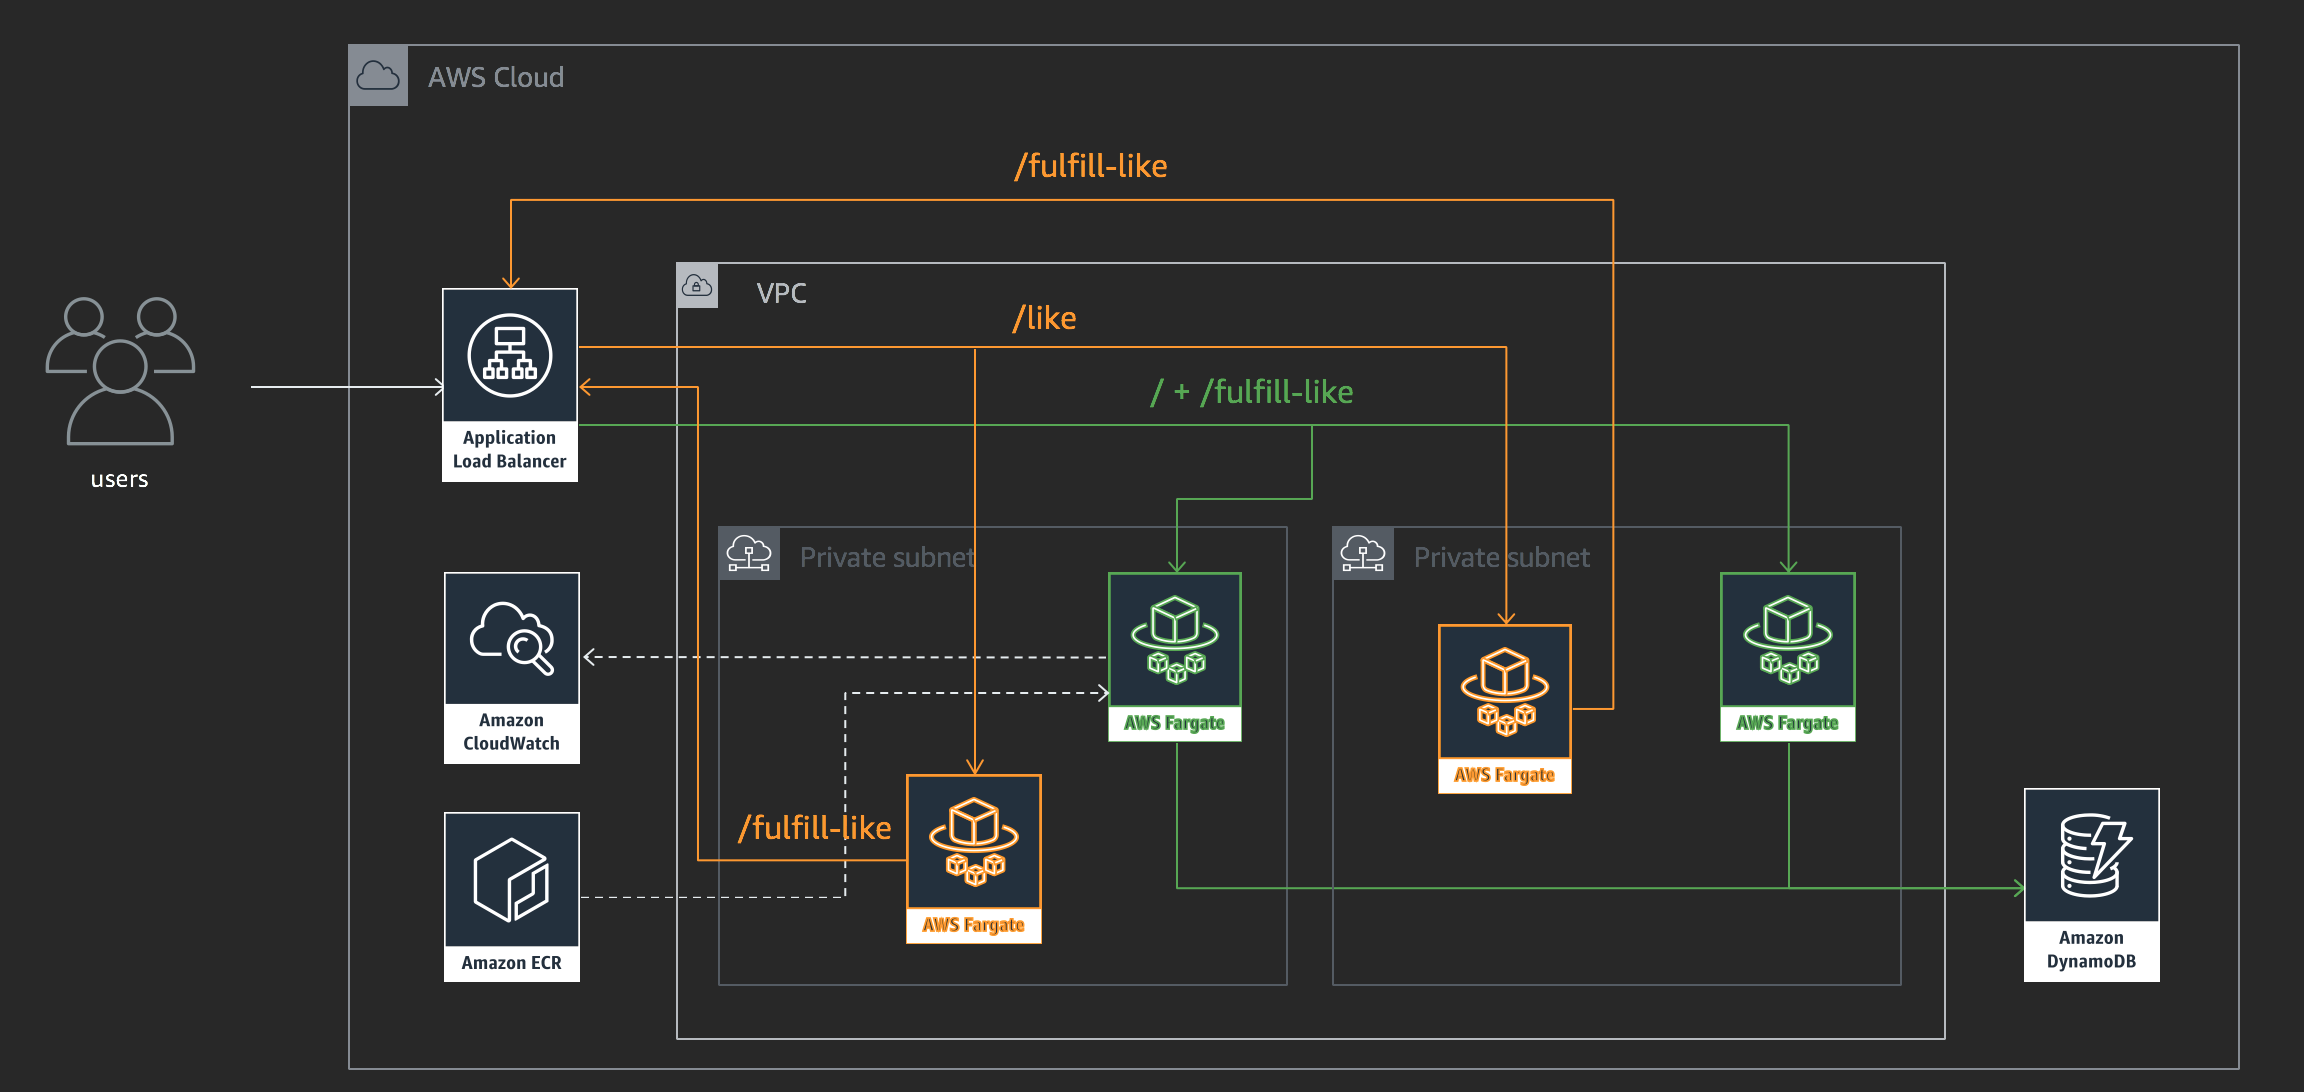 AWS Cloud
/fulfill-like
VPC
/like
/ + /fulfill-like
Application
Load Balancer
users
Private subnet
Private subnet
Amazon
CloudWatch
AWS Fargate
AWS Fargate
AWS Fargate
/fulfill-like
AWS Fargate
Amazon ECR
Amazon
DynamoDB